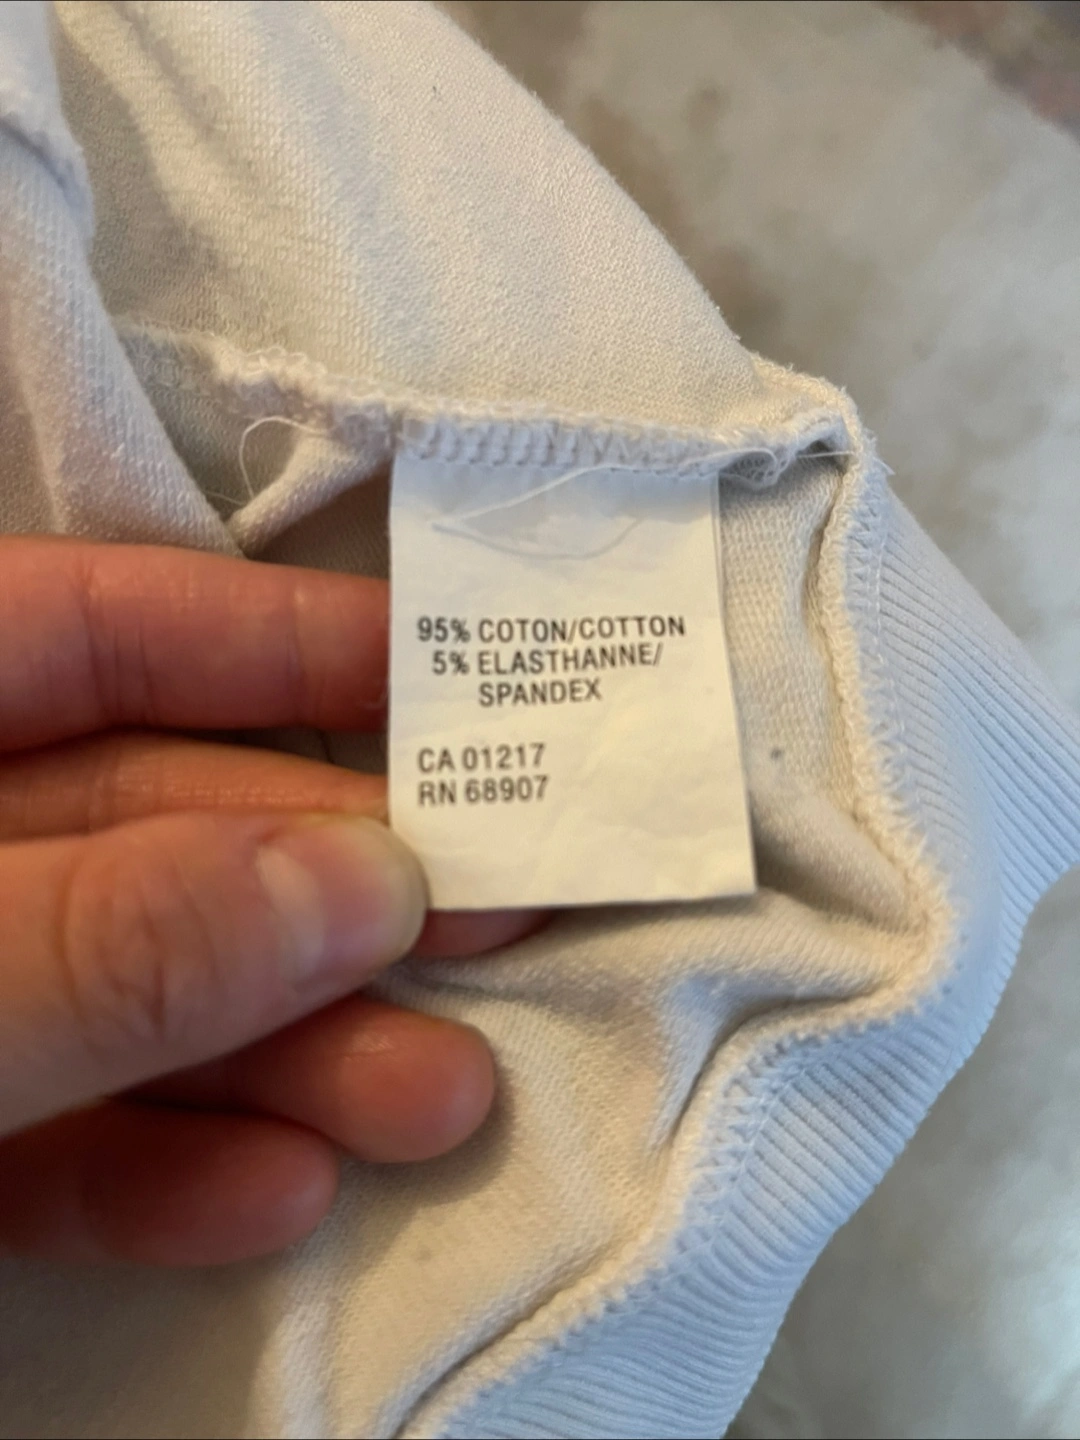 95% COTON/COTTON
5% ELASTHANNE/
SPANDEX
CA 01217
RN 68907